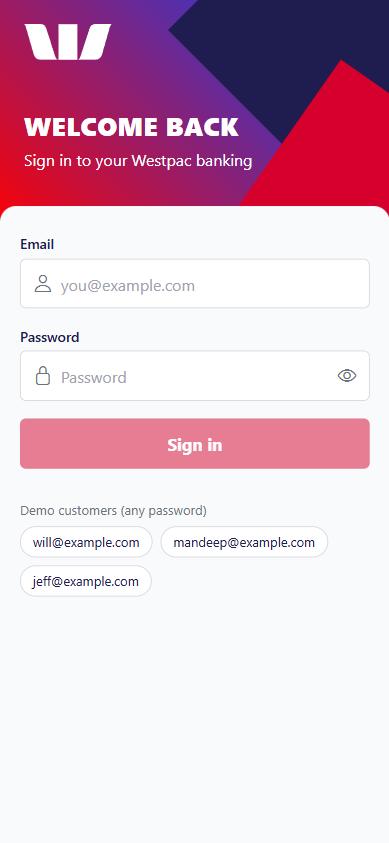 WELCOME BACK
Sign in to your Westpac banking
Email
you@example.com
Password
Password
Sign in
Demo customers (any password)
will@example.com
mandeep@example.com
jeff@example.com